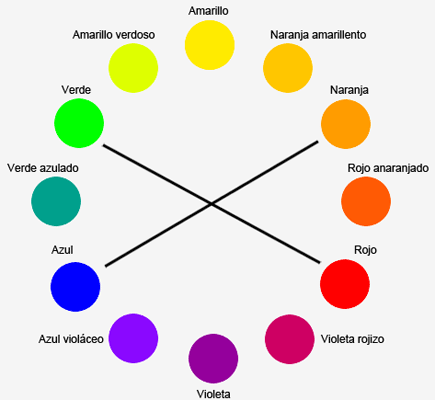 Amarillo
Amarillo verdoso
Naranja amarillento
Verde
Naranja
Verde azulado
Rojo anaranjado
Azul
Rojo
Azul violáceo
Violeta rojizo
Violeta